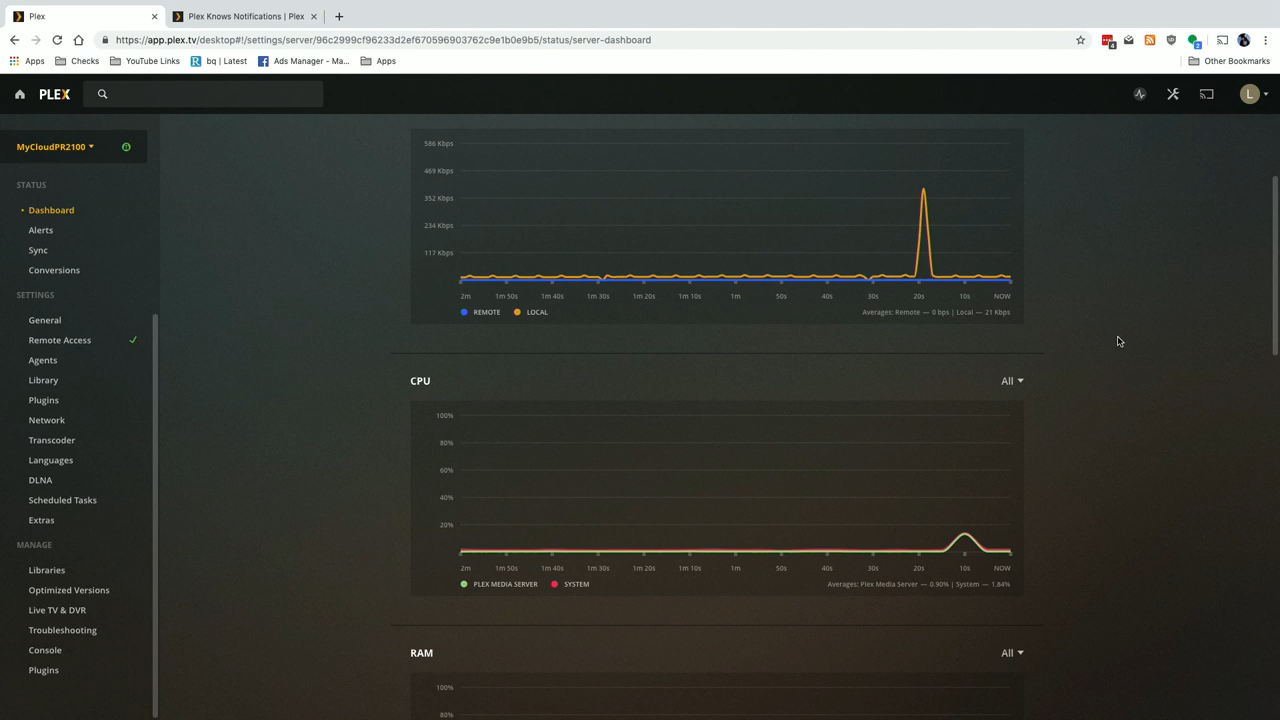 Plex
Plex Knows Notifications | Plex
https://app.plex.tv/desktop#!/settings/server/96c2999cf96233d2ef670596903762c9e1b0e9b5/status/server-dashboard
4
2
Apps
Checks
YouTube Links
bq | Latest
Ads Manager - Ma...
Apps
Other Bookmarks
PLEX
L
MyCloudPR2100
STATUS
Dashboard
Alerts
Sync
Conversions
SETTINGS
General
Remote Access
Agents
Library
Plugins
Network
Transcoder
Languages
DLNA
Scheduled Tasks
Extras
MANAGE
Libraries
Optimized Versions
Live TV & DVR
Troubleshooting
Console
Plugins
586 Kbps
469 Kbps
352 Kbps
234 Kbps
117 Kbps
2m 1m 50s 1m 40s 1m 30s 1m 20s 1m 10s 1m 50s 40s 30s 20s 10s NOW
REMOTE LOCAL Averages: Remote — 0 bps | Local — 21 Kbps
CPU All
100%
80%
60%
40%
20%
2m 1m 50s 1m 40s 1m 30s 1m 20s 1m 10s 1m 50s 40s 30s 20s 10s NOW
PLEX MEDIA SERVER SYSTEM Averages: Plex Media Server — 0.90% | System — 1.84%
RAM All
100%
80%